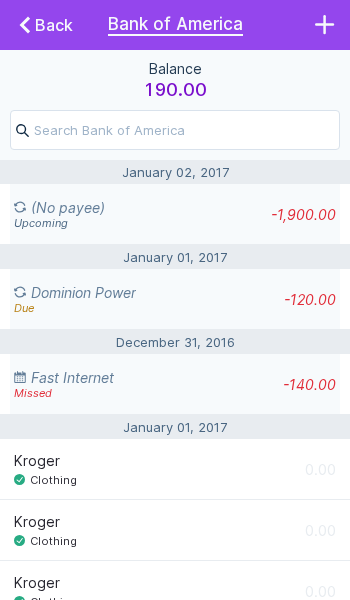 Back
Bank of America
Balance
190.00
Search Bank of America
January 02, 2017
(No payee)
-1,900.00
Upcoming
January 01, 2017
Dominion Power
-120.00
Due
December 31, 2016
Fast Internet
-140.00
Missed
January 01, 2017
Kroger
0.00
Clothing
Kroger
0.00
Clothing
Kroger
0.00